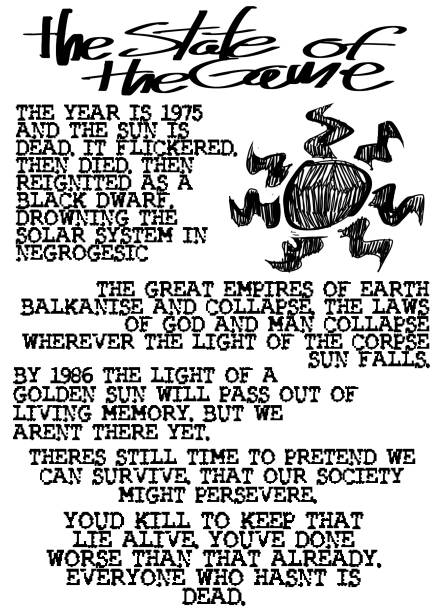 the State of
the Game
THE YEAR IS 1975
AND THE SUN IS
DEAD. IT FLICKERED.
THEN DIED. THEN
REIGNITED AS A
BLACK DWARF.
DROWNING THE
SOLAR SYSTEM IN
NEGROGESIC
THE GREAT EMPIRES OF EARTH
BALKANISE AND COLLAPSE. THE LAWS
OF GOD AND MAN COLLAPSE
WHEREVER THE LIGHT OF THE CORPSE
SUN FALLS.
BY 1986 THE LIGHT OF A
GOLDEN SUN WILL PASS OUT OF
LIVING MEMORY. BUT WE
ARENT THERE YET.
THERES STILL TIME TO PRETEND WE
CAN SURVIVE. THAT OUR SOCIETY
MIGHT PERSEVERE.
YOUD KILL TO KEEP THAT
LIE ALIVE. YOUVE DONE
WORSE THAN THAT ALREADY.
EVERYONE WHO HASNT IS
DEAD.